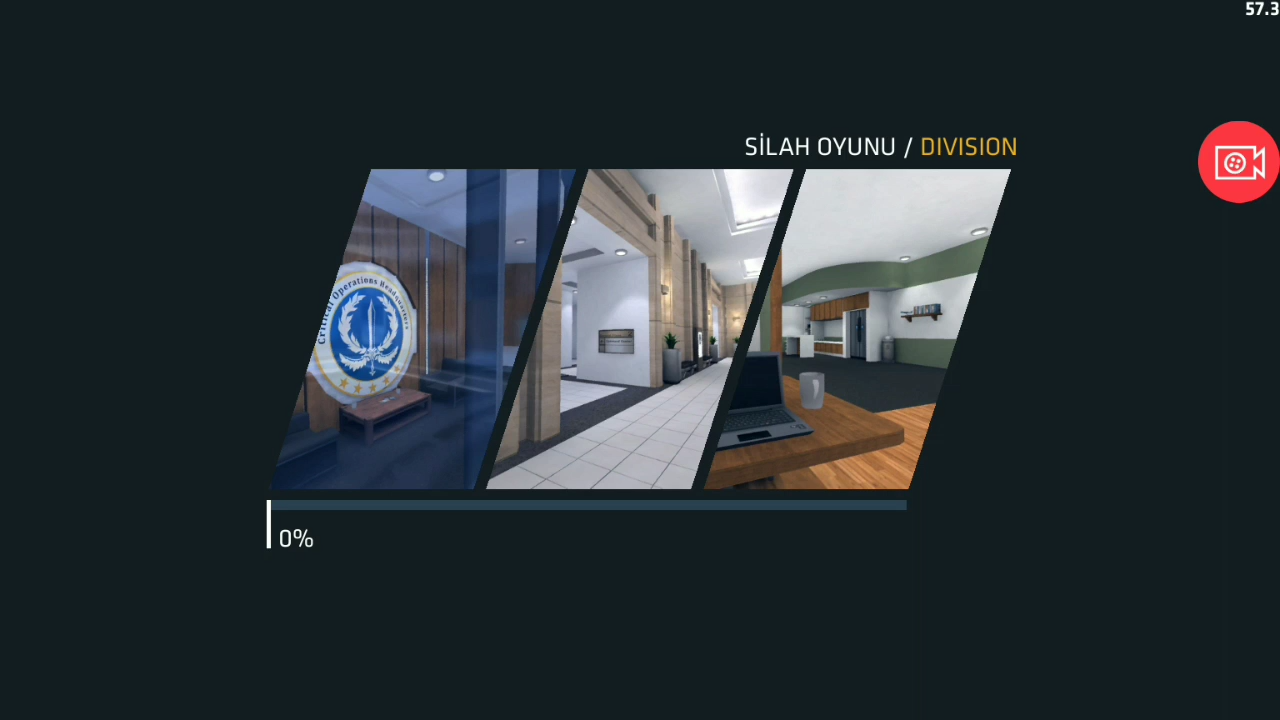 57.3
SİLAH OYUNU / DIVISION
Critical Operations Headquarters
0%